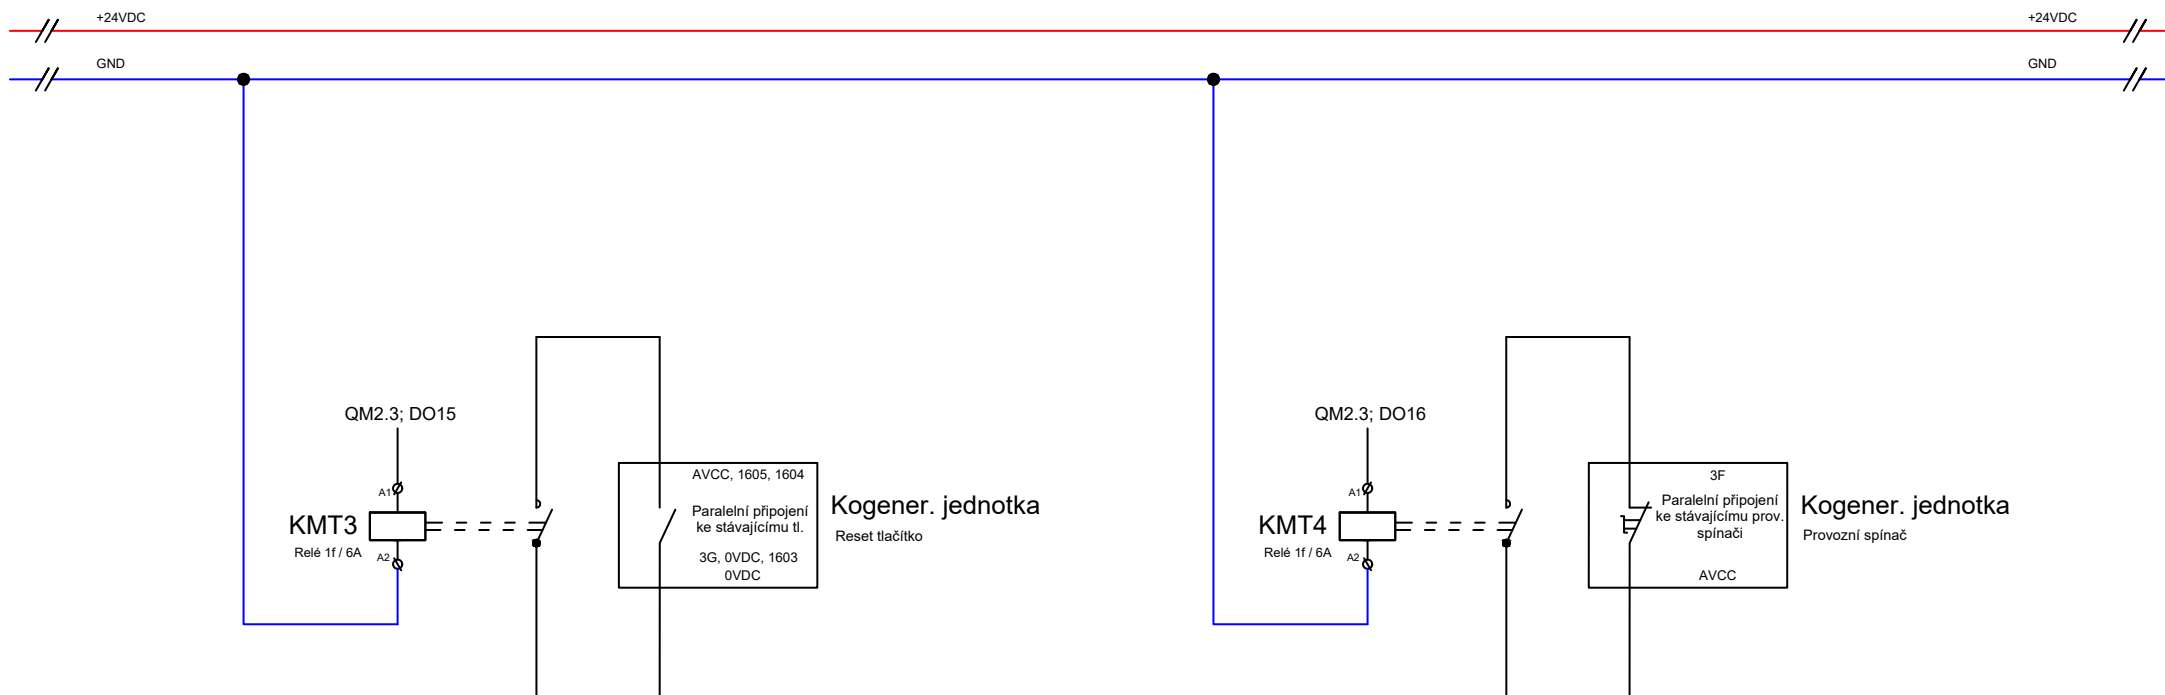 +24VDC
+24VDC
GND
GND
QM2.3; DO15
A1
KMT3
Relé 1f / 6A
A2
AVCC, 1605, 1604
Paralelní připojení
ke stávajícímu tl.
3G, 0VDC, 1603
0VDC
Kogener. jednotka
Reset tlačítko
QM2.3; DO16
A1
KMT4
Relé 1f / 6A
A2
3F
Paralelní připojení
ke stávajícímu prov.
spínači
AVCC
Kogener. jednotka
Provozní spínač